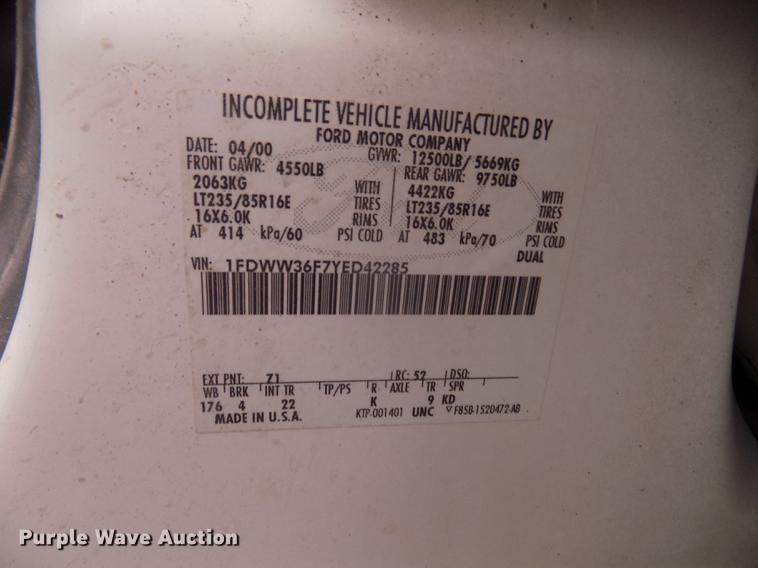 INCOMPLETE VEHICLE MANUFACTURED BY
FORD MOTOR COMPANY
DATE: 04/00 GVWR: 12500LB/ 5669KG
FRONT GAWR: 4550LB REAR GAWR: 9750LB
2063KG WITH 4422KG WITH
LT235/85R16E TIRES LT235/85R16E TIRES
16X6.0K RIMS 16X6.0K RIMS
AT 414 kPa/60 PSI COLD AT 483 kPa/70 PSI COLD
DUAL
VIN: 1FDWW36F7YED42285
EXT PNT: Z1 RC: 52 DSO:
WB BRK INT TR TP/PS R AXLE TR SPR
176 4 22 K 9 KD
MADE IN U.S.A. KTP-001401 UNC F85B-1520472-AB
Purple Wave Auction